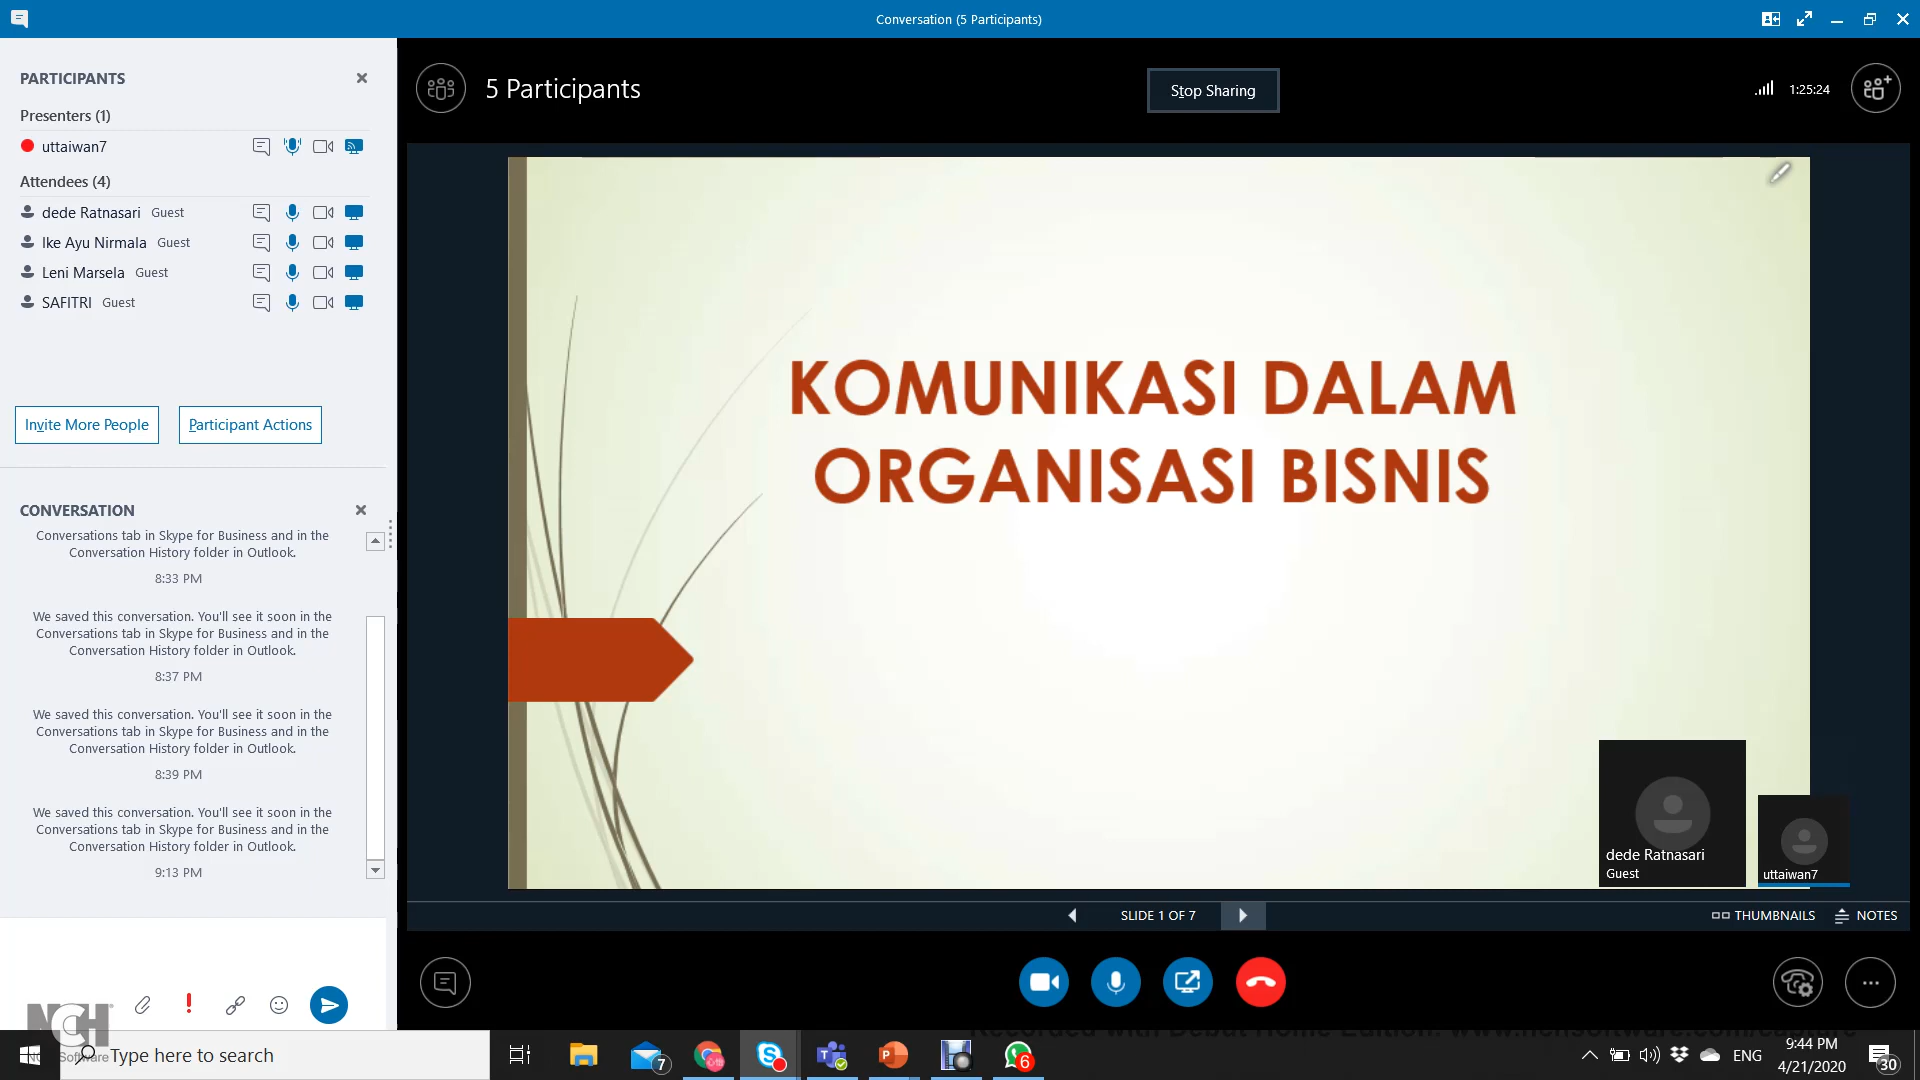 Conversation (5 Participants)
PARTICIPANTS
Presenters (1)
uttaiwan7
Attendees (4)
dede Ratnasari Guest
Ike Ayu Nirmala Guest
Leni Marsela Guest
SAFITRI Guest
Invite More People
Participant Actions
CONVERSATION
Conversations tab in Skype for Business and in the
Conversation History folder in Outlook.
8:33 PM
We saved this conversation. You'll see it soon in the
Conversations tab in Skype for Business and in the
Conversation History folder in Outlook.
8:37 PM
We saved this conversation. You'll see it soon in the
Conversations tab in Skype for Business and in the
Conversation History folder in Outlook.
8:39 PM
We saved this conversation. You'll see it soon in the
Conversations tab in Skype for Business and in the
Conversation History folder in Outlook.
9:13 PM
5 Participants
Stop Sharing
1:25:24
KOMUNIKASI DALAM
ORGANISASI BISNIS
dede Ratnasari
Guest
uttaiwan7
SLIDE 1 OF 7
THUMBNAILS
NOTES
NCH
Software
Type here to search
7
6
ENG
9:44 PM
4/21/2020
30